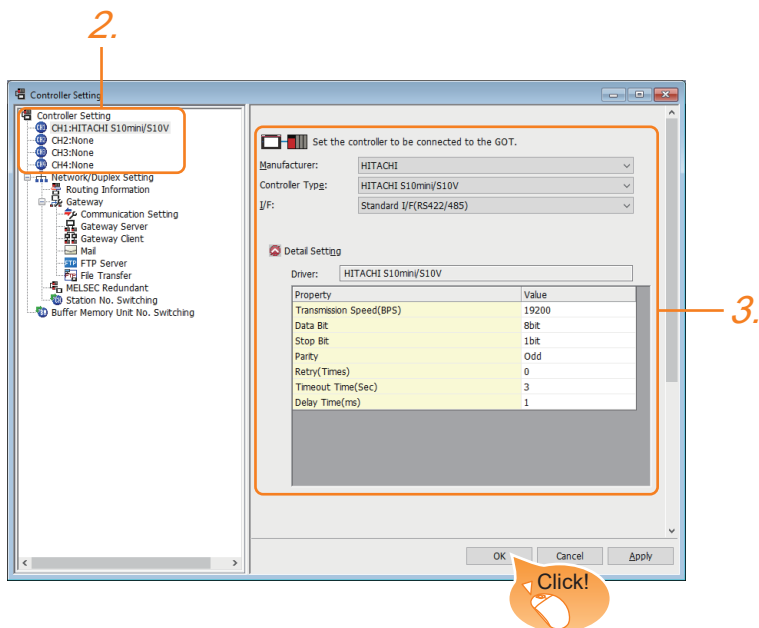 2.
Controller Setting
Controller Setting
CH1:HITACHI S10mini/S10V
CH2:None
CH3:None
CH4:None
Network/Duplex Setting
Routing Information
Gateway
Communication Setting
Gateway Server
Gateway Client
Mail
FTP Server
File Transfer
MELSEC Redundant
Station No. Switching
Buffer Memory Unit No. Switching
Set the controller to be connected to the GOT.
Manufacturer: HITACHI
Controller Type: HITACHI S10mini/S10V
I/F: Standard I/F(RS422/485)
Detail Setting
Driver: HITACHI S10mini/S10V
Property Value
Transmission Speed(BPS) 19200
Data Bit 8bit
Stop Bit 1bit
Parity Odd
Retry(Times) 0
Timeout Time(Sec) 3
Delay Time(ms) 1
3.
OK Cancel Apply
Click!